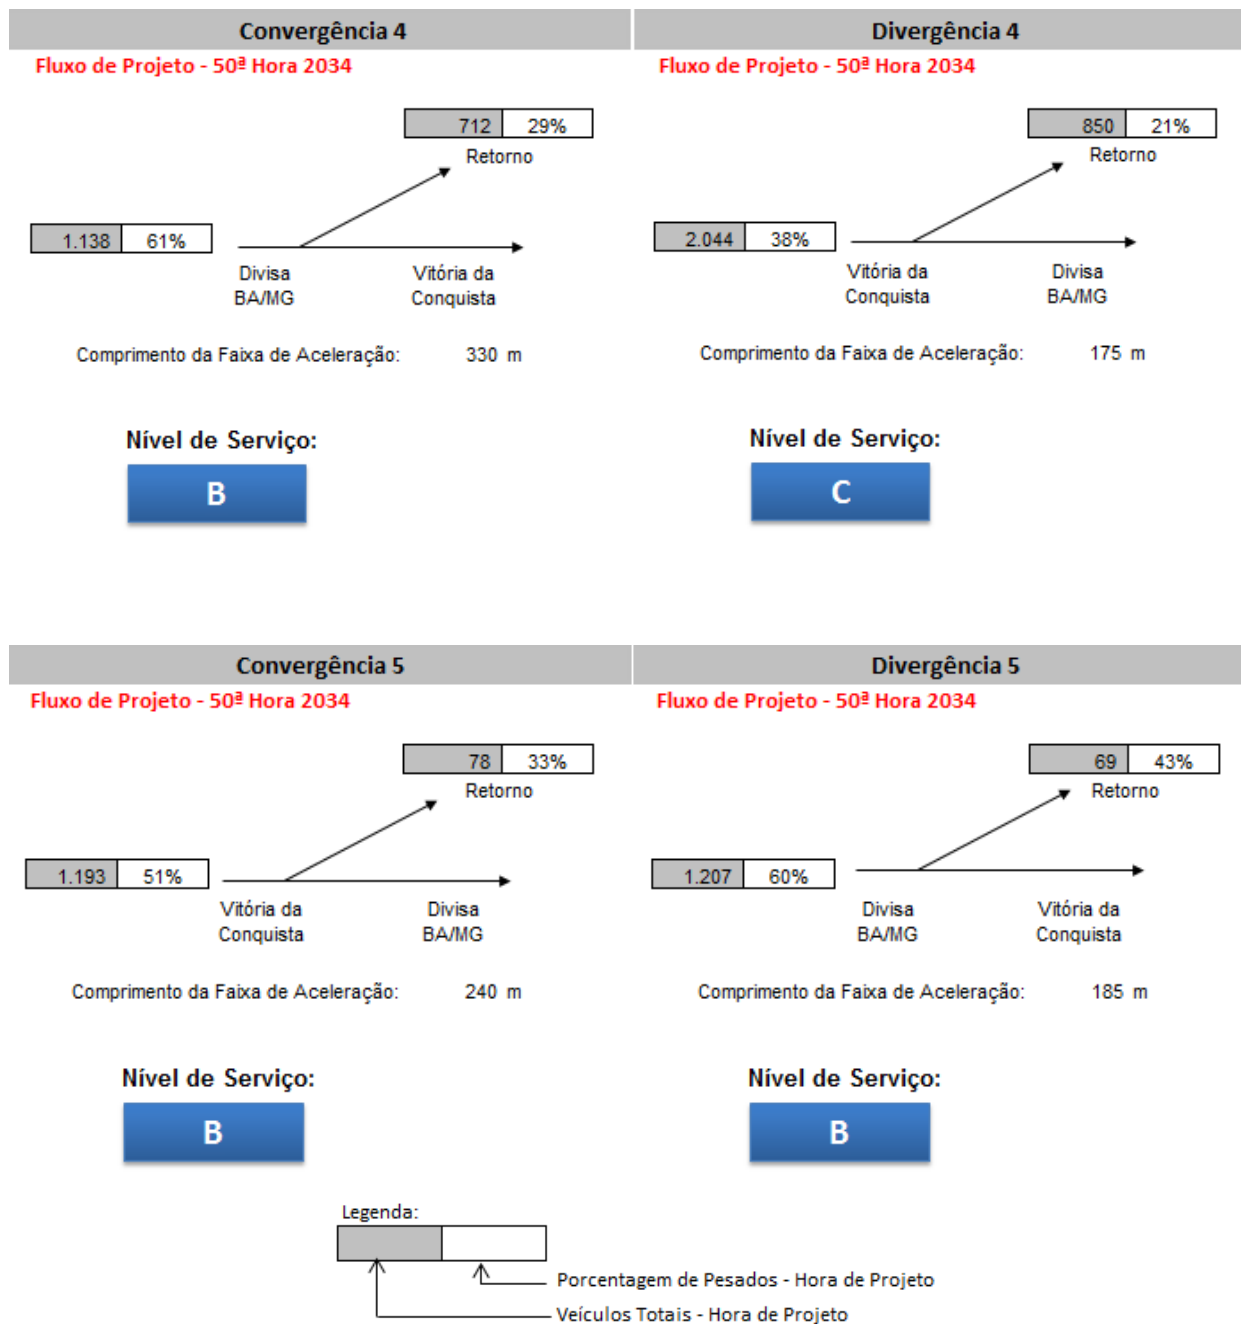 Convergência 4
Fluxo de Projeto - 50ª Hora 2034
712 29%
Retorno
1.138 61%
Divisa
BA/MG
Vitória da
Conquista
Comprimento da Faixa de Aceleração: 330 m
Nível de Serviço:
B
Divergência 4
Fluxo de Projeto - 50ª Hora 2034
850 21%
Retorno
2.044 38%
Vitória da
Conquista
Divisa
BA/MG
Comprimento da Faixa de Aceleração: 175 m
Nível de Serviço:
C
Convergência 5
Fluxo de Projeto - 50ª Hora 2034
78 33%
Retorno
1.193 51%
Vitória da
Conquista
Divisa
BA/MG
Comprimento da Faixa de Aceleração: 240 m
Nível de Serviço:
B
Divergência 5
Fluxo de Projeto - 50ª Hora 2034
69 43%
Retorno
1.207 60%
Divisa
BA/MG
Vitória da
Conquista
Comprimento da Faixa de Aceleração: 185 m
Nível de Serviço:
B
Legenda:
Porcentagem de Pesados - Hora de Projeto
Veículos Totais - Hora de Projeto